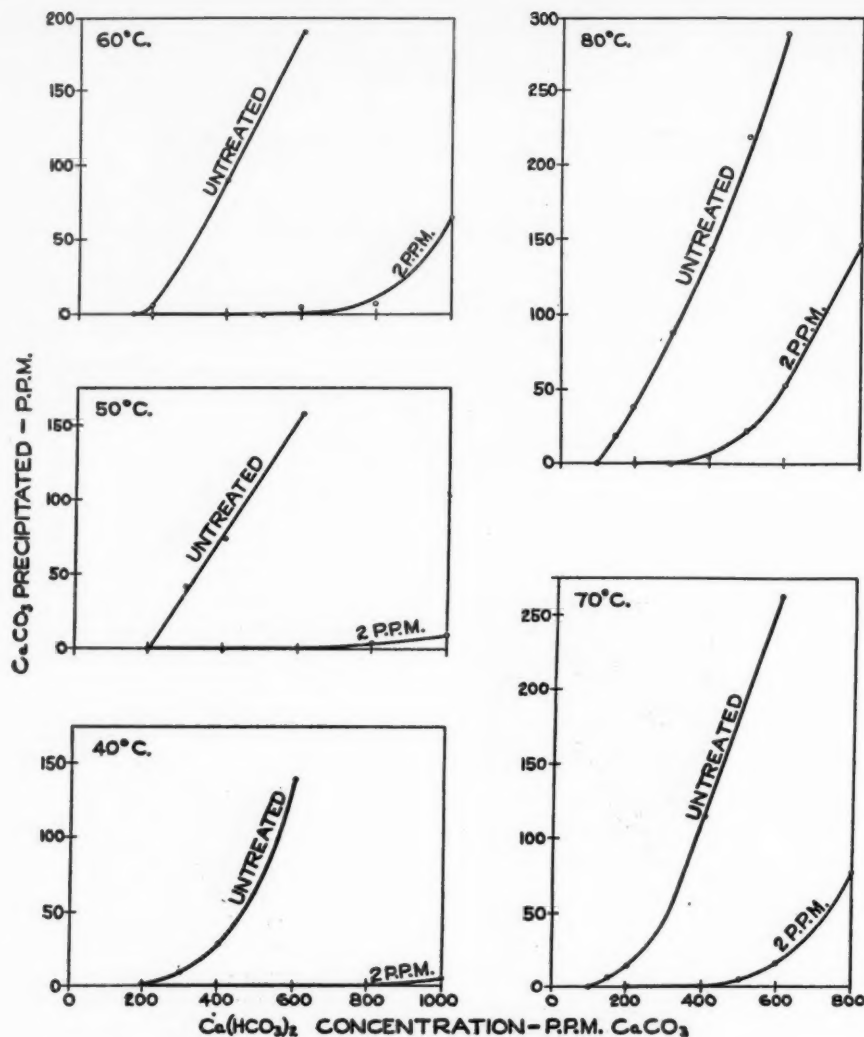 CaCO₃ PRECIPITATED – P.P.M.
60°C.
200
150
100
50
0
UNTREATED
2 P.P.M.
50°C.
150
100
50
0
UNTREATED
2 P.P.M.
40°C.
150
100
50
0
UNTREATED
2 P.P.M.
0 200 400 600 800 1000
80°C.
300
250
200
150
100
50
0
UNTREATED
2 P.P.M.
70°C.
250
200
150
100
50
0
UNTREATED
2 P.P.M.
0 200 400 600 800
Ca(HCO₃)₂ CONCENTRATION – P.P.M. CaCO₃